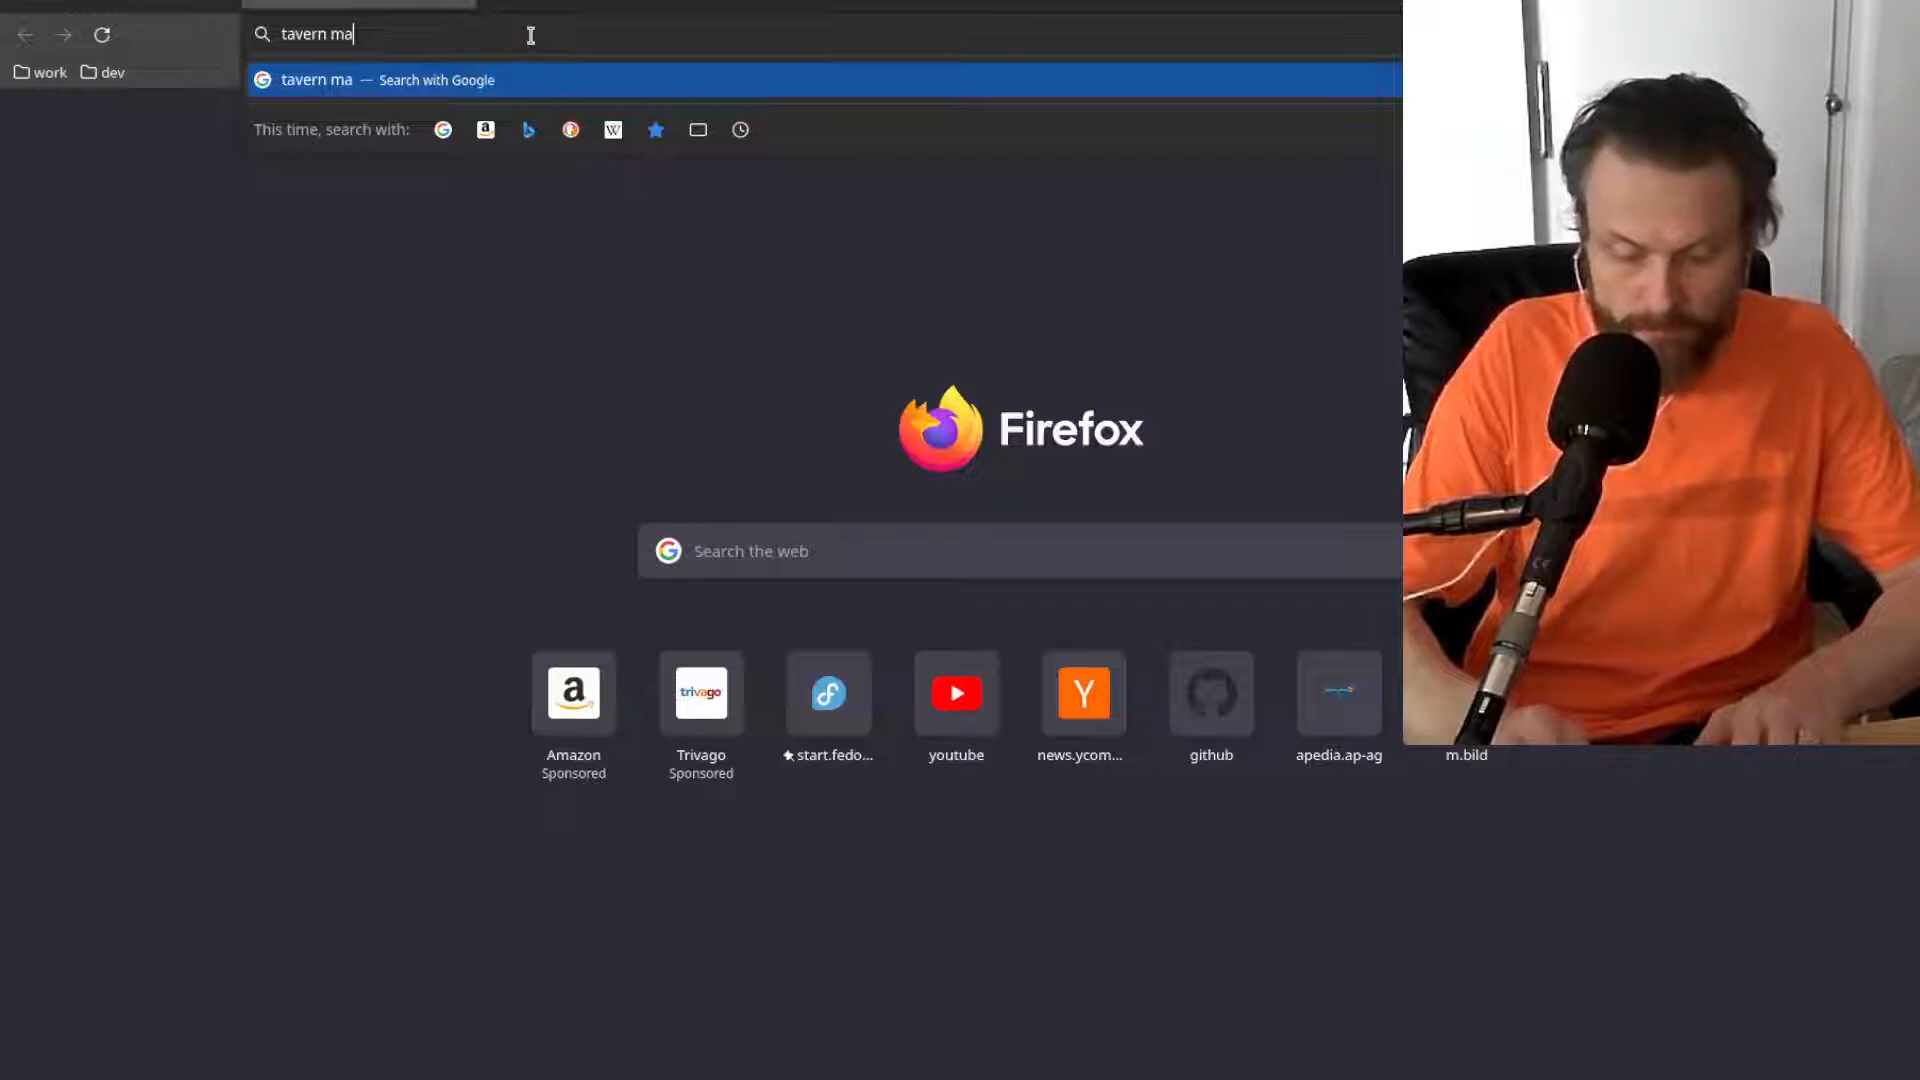 tavern ma
work dev
tavern ma — Search with Google
This time, search with:
Firefox
Search the web
Amazon
Sponsored
Trivago
Sponsored
start.fedo...
youtube
news.ycom...
github
apedia.ap-ag
m.bild